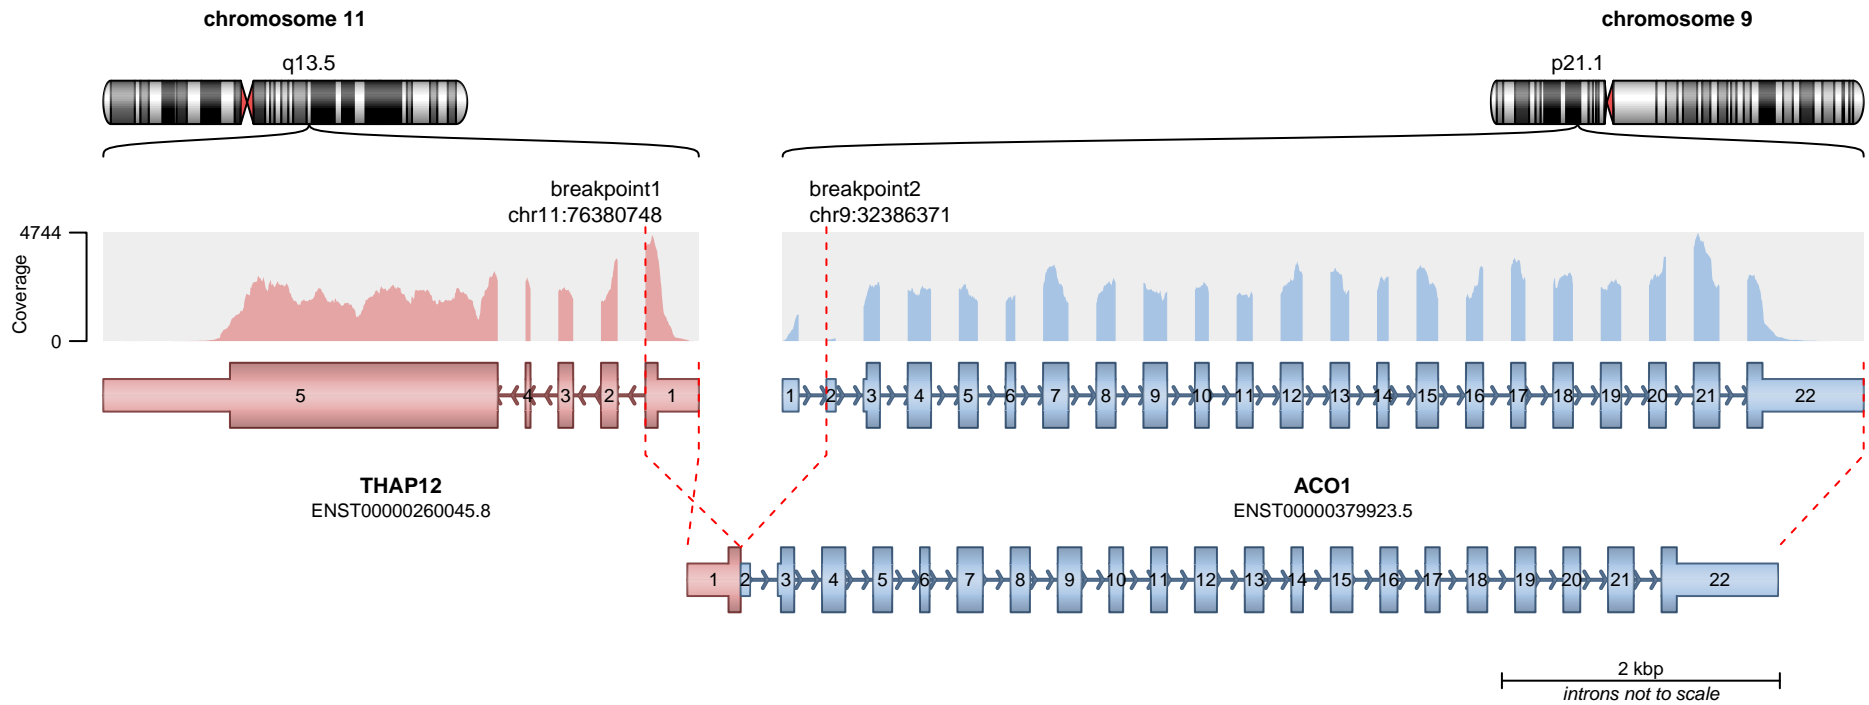 chromosome 11
chromosome 9
q13.5
p21.1
breakpoint1
chr11:76380748
breakpoint2
chr9:32386371
4744
Coverage
0
5 4 3 2 1
1 2 3 4 5 6 7 8 9 10 11 12 13 14 15 16 17 18 19 20 21 22
THAP12
ENST00000260045.8
ACO1
ENST00000379923.5
1 2 3 4 5 6 7 8 9 10 11 12 13 14 15 16 17 18 19 20 21 22
2 kbp
introns not to scale